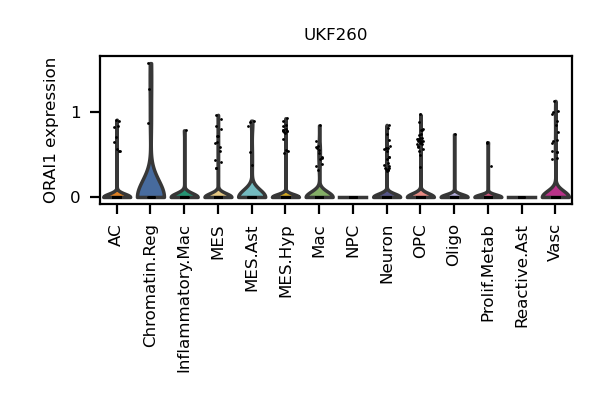 UKF260
ORAI1 expression
1
0
AC
Chromatin.Reg
Inflammatory.Mac
MES
MES.Ast
MES.Hyp
Mac
NPC
Neuron
OPC
Oligo
Prolif.Metab
Reactive.Ast
Vasc